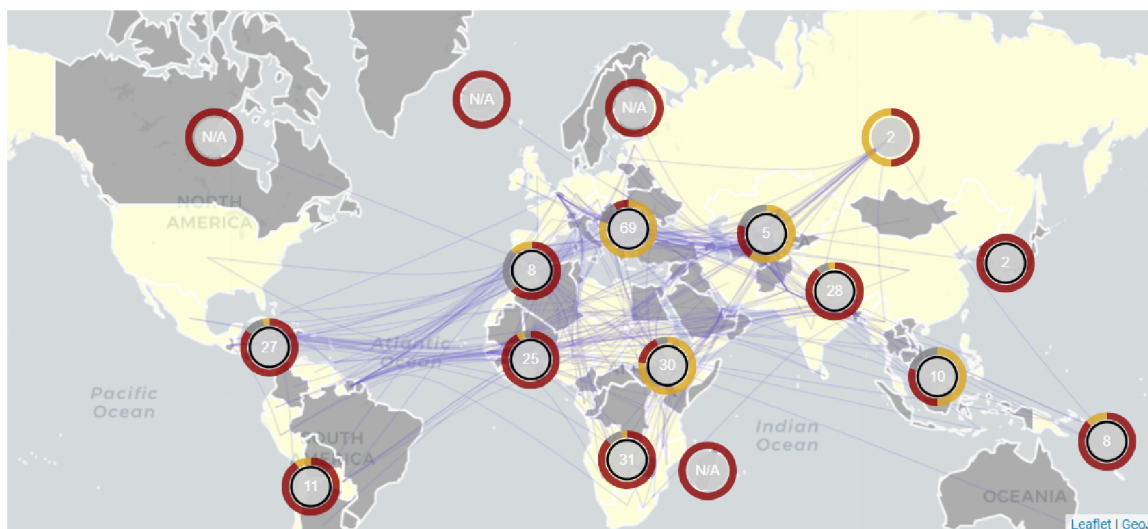 N/A
N/A
N/A
2
NORTH
AMERICA
69
5
8
28
2
27
Atlantic
Ocean
25
30
10
Pacific
Ocean
Indian
Ocean
8
SOUTH
AMERICA
31
N/A
11
OCEANIA
Leaflet | Geo